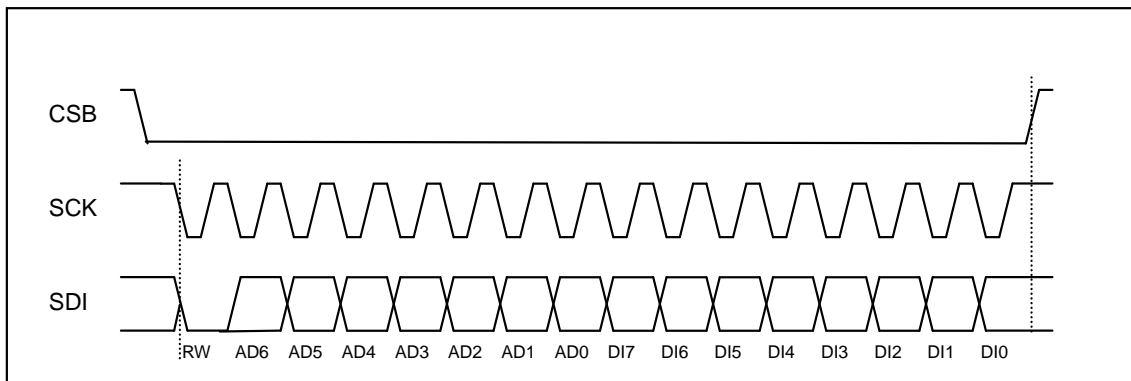 CSB
SCK
SDI
RW AD6 AD5 AD4 AD3 AD2 AD1 AD0 DI7 DI6 DI5 DI4 DI3 DI2 DI1 DI0